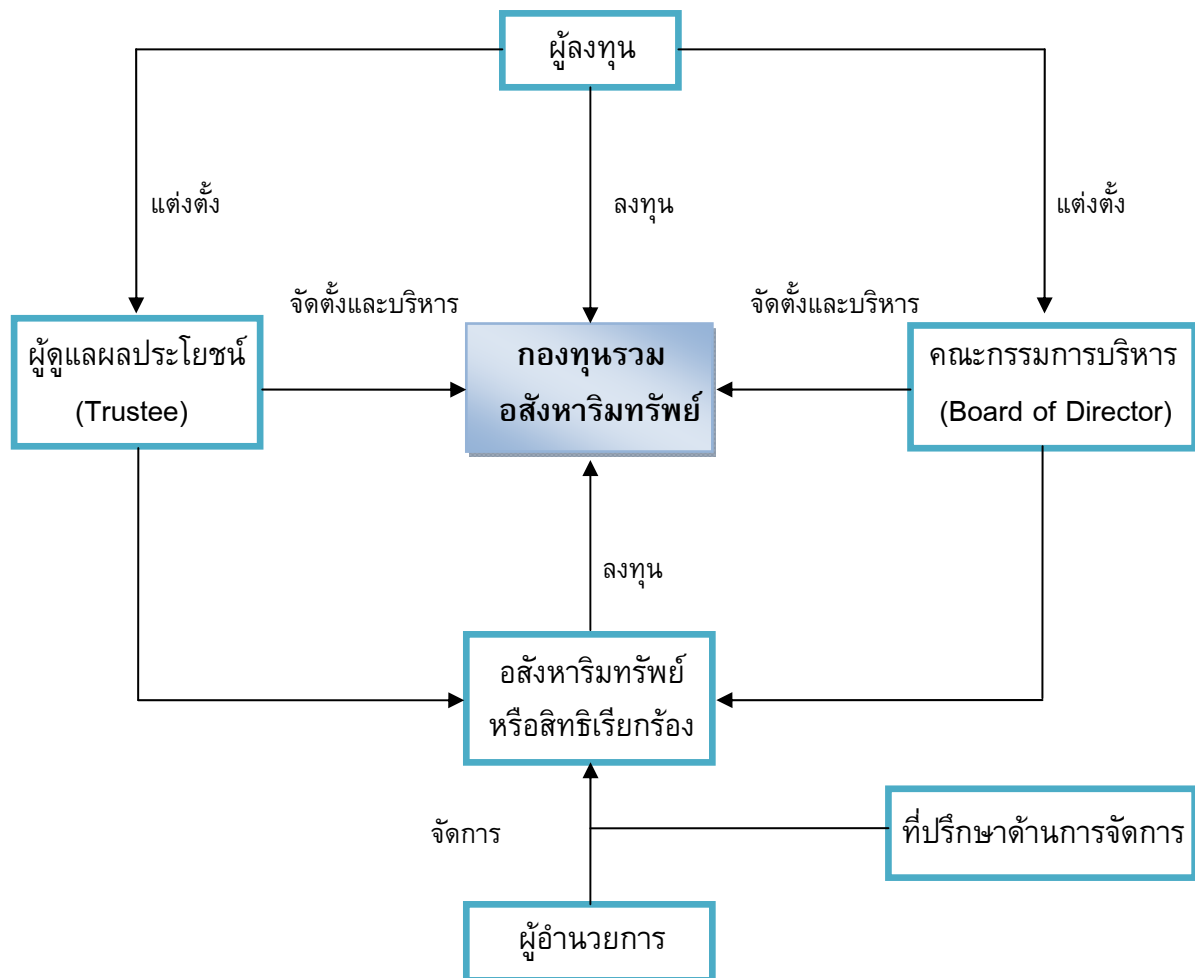 ผู้ลงทุน
แต่งตั้ง
ลงทุน
แต่งตั้ง
จัดตั้งและบริหาร
จัดตั้งและบริหาร
ผู้ดูแลผลประโยชน์
(Trustee)
กองทุนรวม
อสังหาริมทรัพย์
คณะกรรมการบริหาร
(Board of Director)
ลงทุน
อสังหาริมทรัพย์
หรือสิทธิเรียกร้อง
จัดการ
ที่ปรึกษาด้านการจัดการ
ผู้อำนวยการ